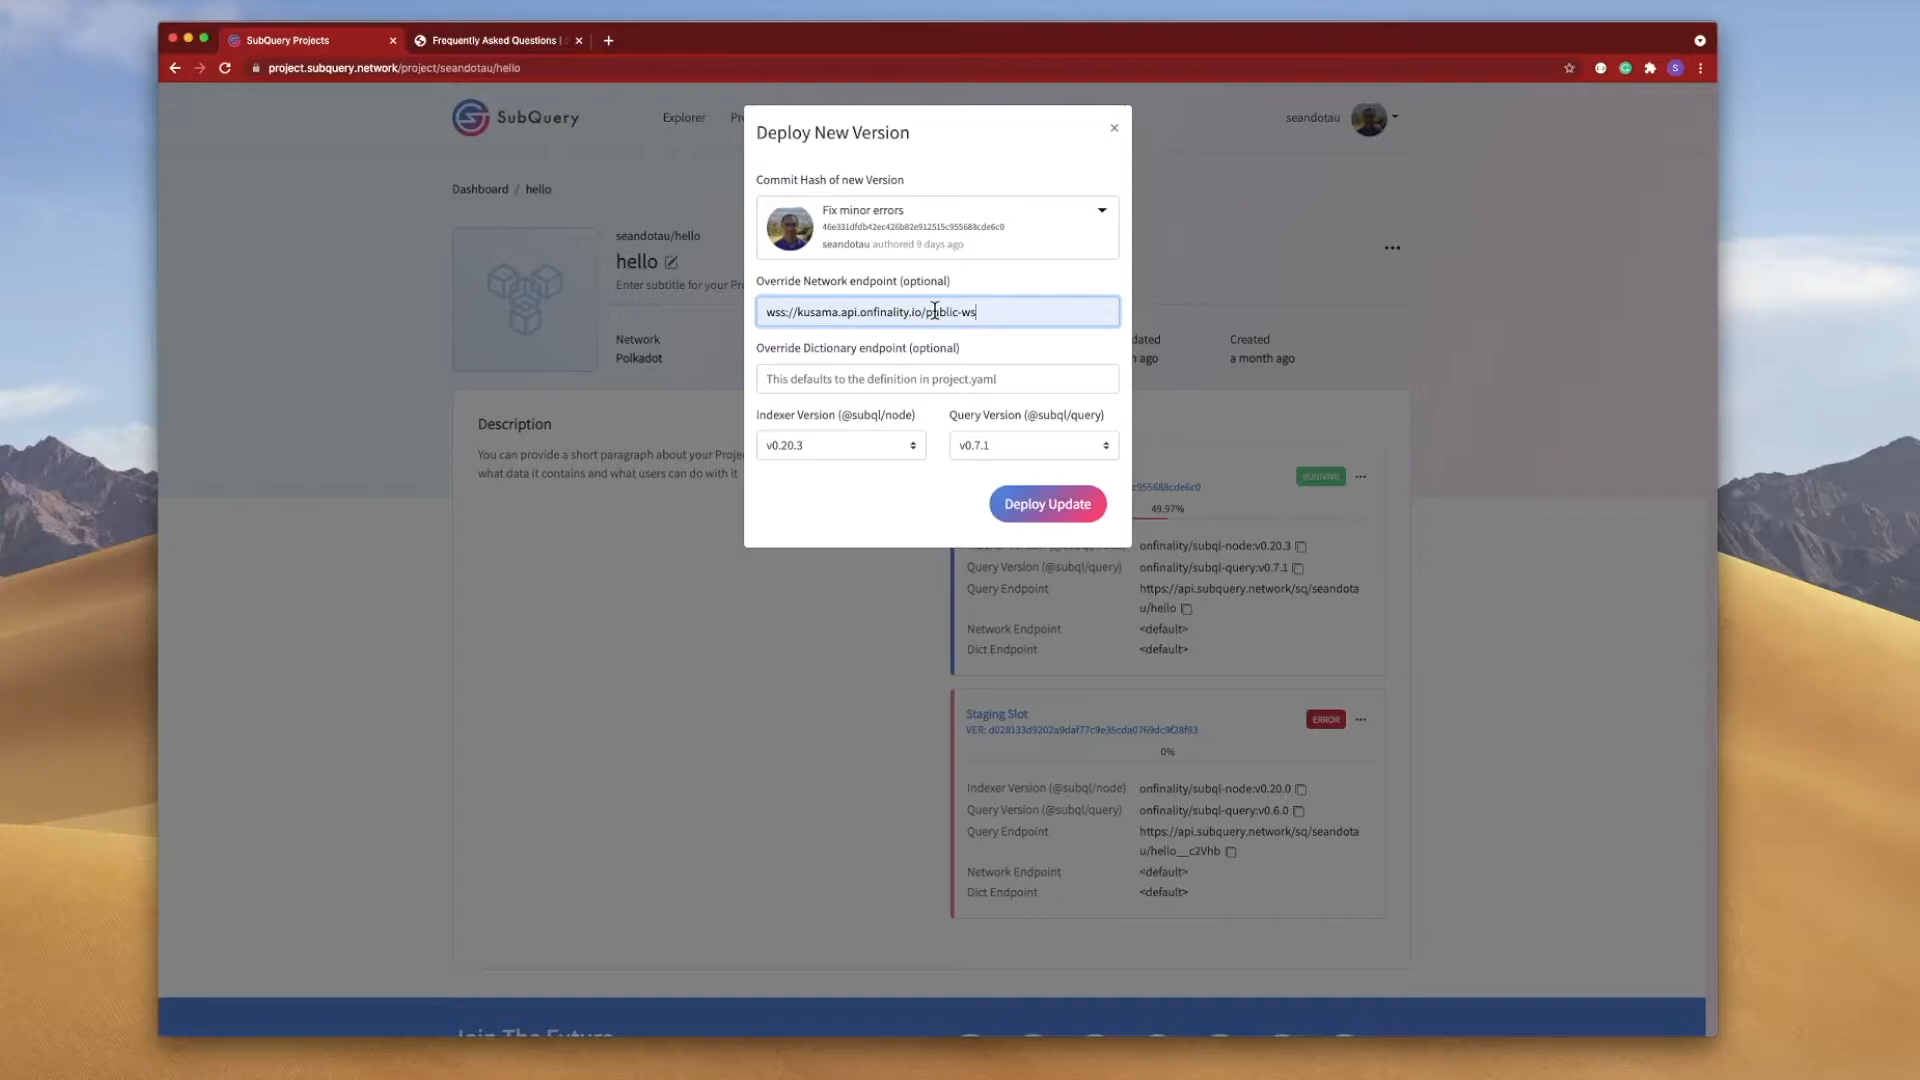 SubQuery Projects
Frequently Asked Questions |
project.subquery.network/project/seandotau/hello
S
SubQuery
Explorer
seandotau
Dashboard / hello
seandotau/hello
hello
Enter subtitle for your
Network
Polkadot
Created
a month ago
Description
You can provide a short paragraph about your
what data it contains and what users can do with it
Deploy New Version
×
Commit Hash of new Version
Fix minor errors
46e331dfdb42ec426b82e912515c955688cde6c0
seandotau authored 9 days ago
Override Network endpoint (optional)
wss://kusama.api.onfinality.io/public-ws
Override Dictionary endpoint (optional)
This defaults to the definition in project.yaml
Indexer Version (@subql/node)
Query Version (@subql/query)
v0.20.3
v0.7.1
Deploy Update
RUNNING
c955688cde6c0
49.97%
onfinality/subql-node:v0.20.3
Query Version (@subql/query)
onfinality/subql-query:v0.7.1
Query Endpoint
https://api.subquery.network/sq/seandota
u/hello
Network Endpoint
<default>
Dict Endpoint
<default>
Staging Slot
ERROR
VER: d028133d9202a9daf77c9e35cda0769dc9f28f93
0%
Indexer Version (@subql/node)
onfinality/subql-node:v0.20.0
Query Version (@subql/query)
onfinality/subql-query:v0.6.0
Query Endpoint
https://api.subquery.network/sq/seandota
u/hello__c2Vhb
Network Endpoint
<default>
Dict Endpoint
<default>
Join The Future